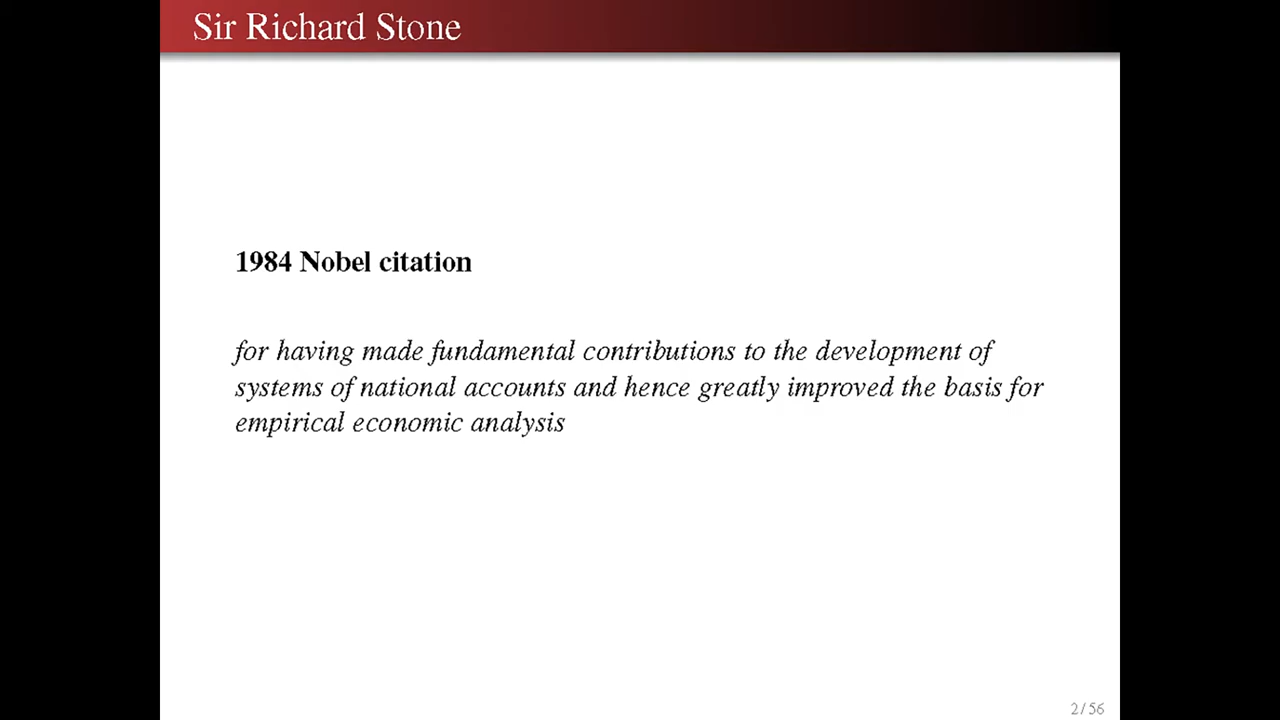 Sir Richard Stone
1984 Nobel citation
for having made fundamental contributions to the development of
systems of national accounts and hence greatly improved the basis for
empirical economic analysis
2 / 56